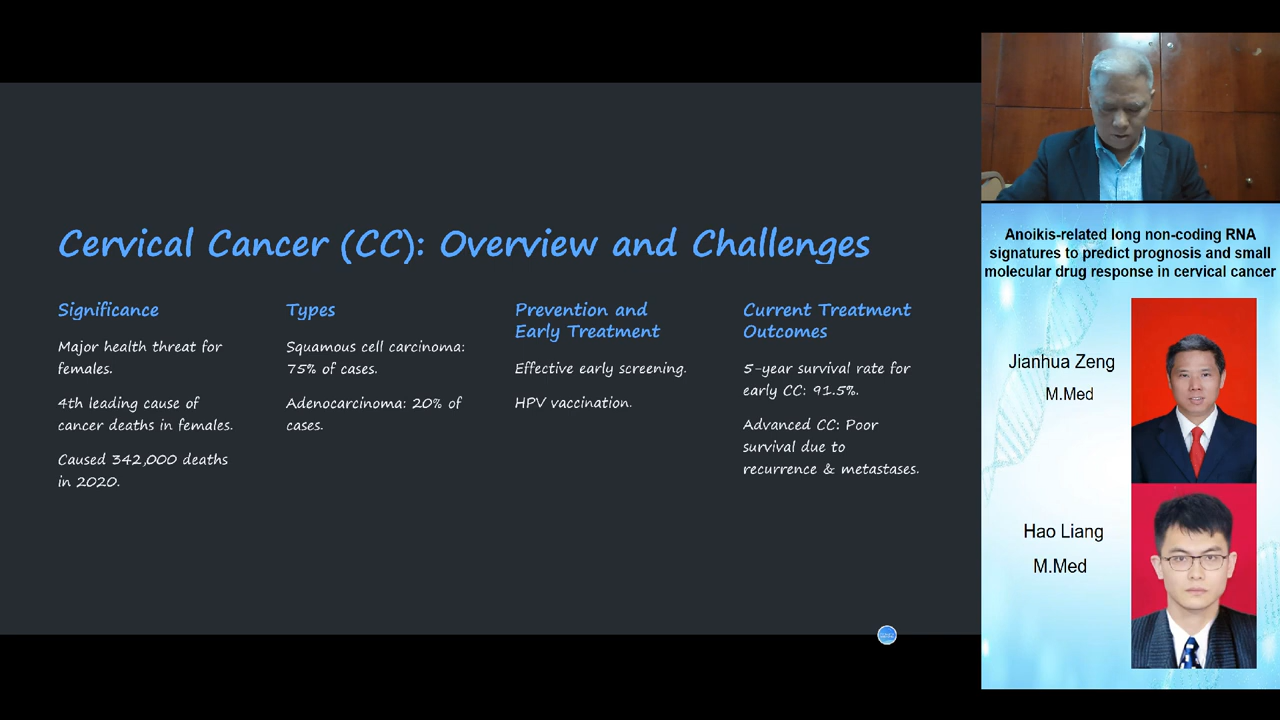 Cervical Cancer (CC): Overview and Challenges
Significance
Major health threat for
females.
4th leading cause of
cancer deaths in females.
Caused 342,000 deaths
in 2020.
Types
Squamous cell carcinoma:
75% of cases.
Adenocarcinoma: 20% of
cases.
Prevention and
Early Treatment
Effective early screening.
HPV vaccination.
Current Treatment
Outcomes
5-year survival rate for
early CC: 91.5%.
Advanced CC: Poor
survival due to
recurrence & metastases.
Anoikis-related long non-coding RNA
signatures to predict prognosis and small
molecular drug response in cervical cancer
Jianhua Zeng
M.Med
Hao Liang
M.Med